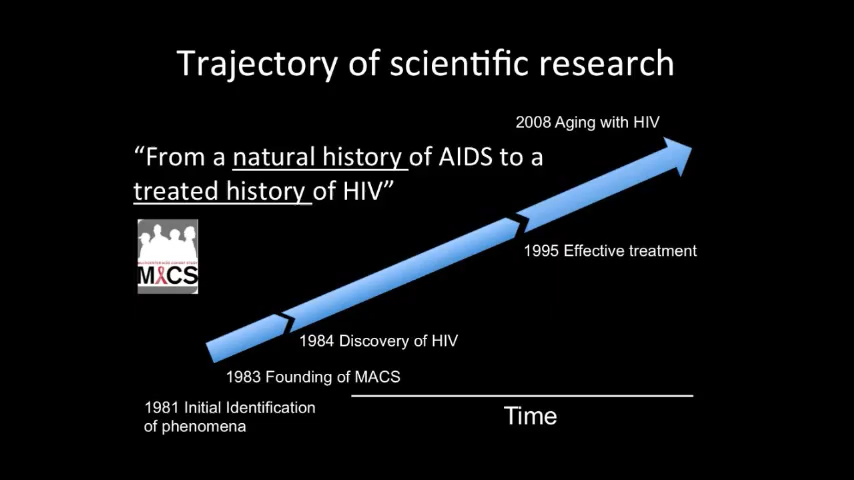 Trajectory of scientific research
2008 Aging with HIV
“From a natural history of AIDS to a
treated history of HIV”
MACS
1995 Effective treatment
1984 Discovery of HIV
1983 Founding of MACS
1981 Initial Identification
of phenomena
Time